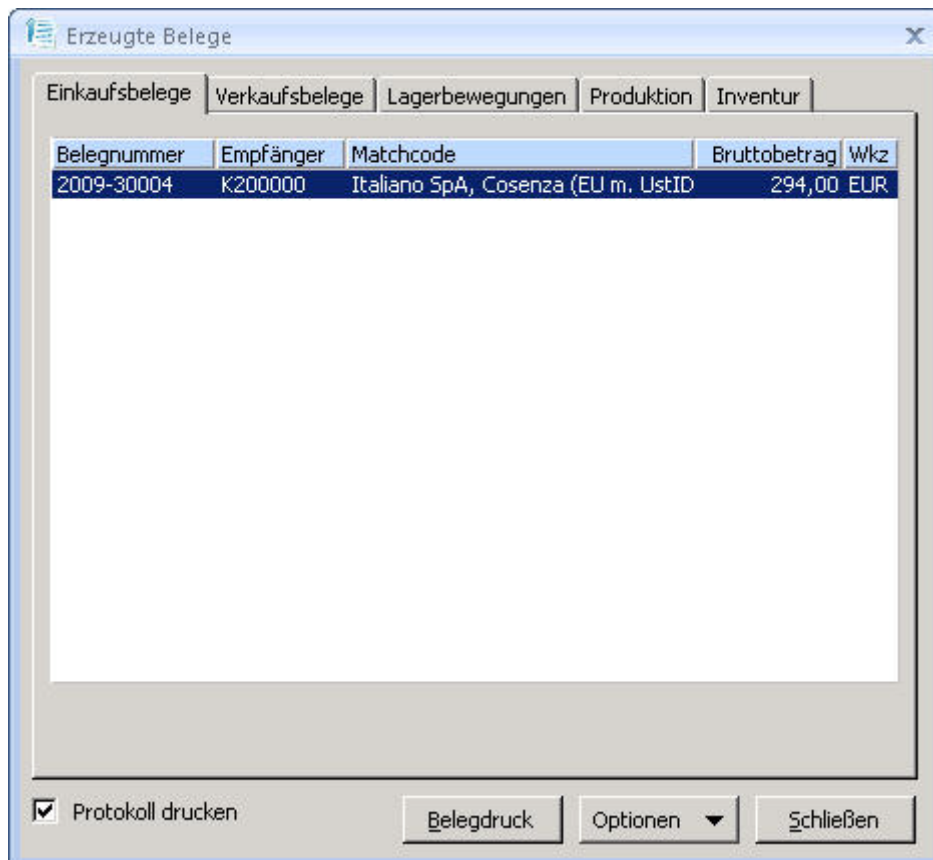 Erzeugte Belege
Einkaufsbelege Verkaufsbelege Lagerbewegungen Produktion Inventur
Belegnummer Empfänger Matchcode Bruttobetrag Wkz
2009-30004 K200000 Italiano SpA, Cosenza (EU m. UstID 294,00 EUR
Protokoll drucken Belegdruck Optionen Schließen